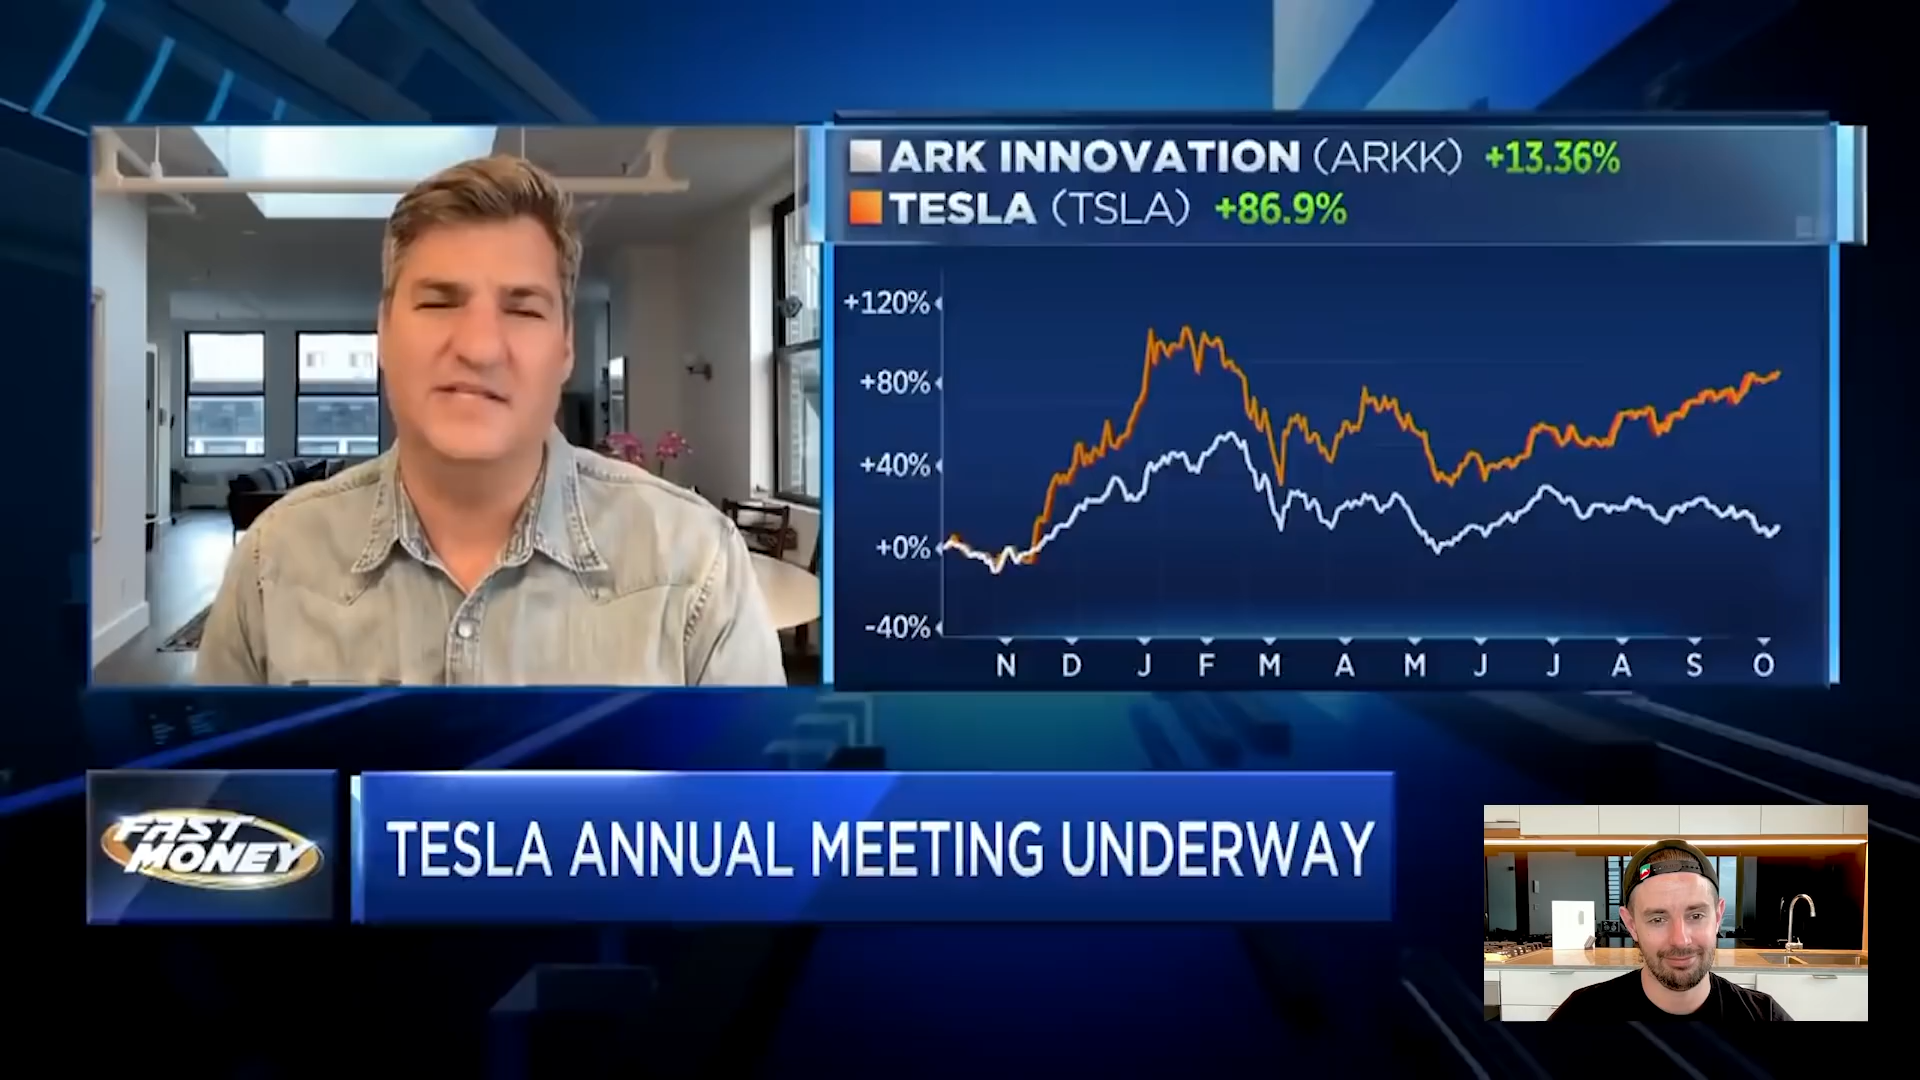 ARK INNOVATION (ARKK) +13.36%
TESLA (TSLA) +86.9%
+120%
+80%
+40%
+0%
-40%
N D J F M A M J J A S O
FAST
MONEY
TESLA ANNUAL MEETING UNDERWAY